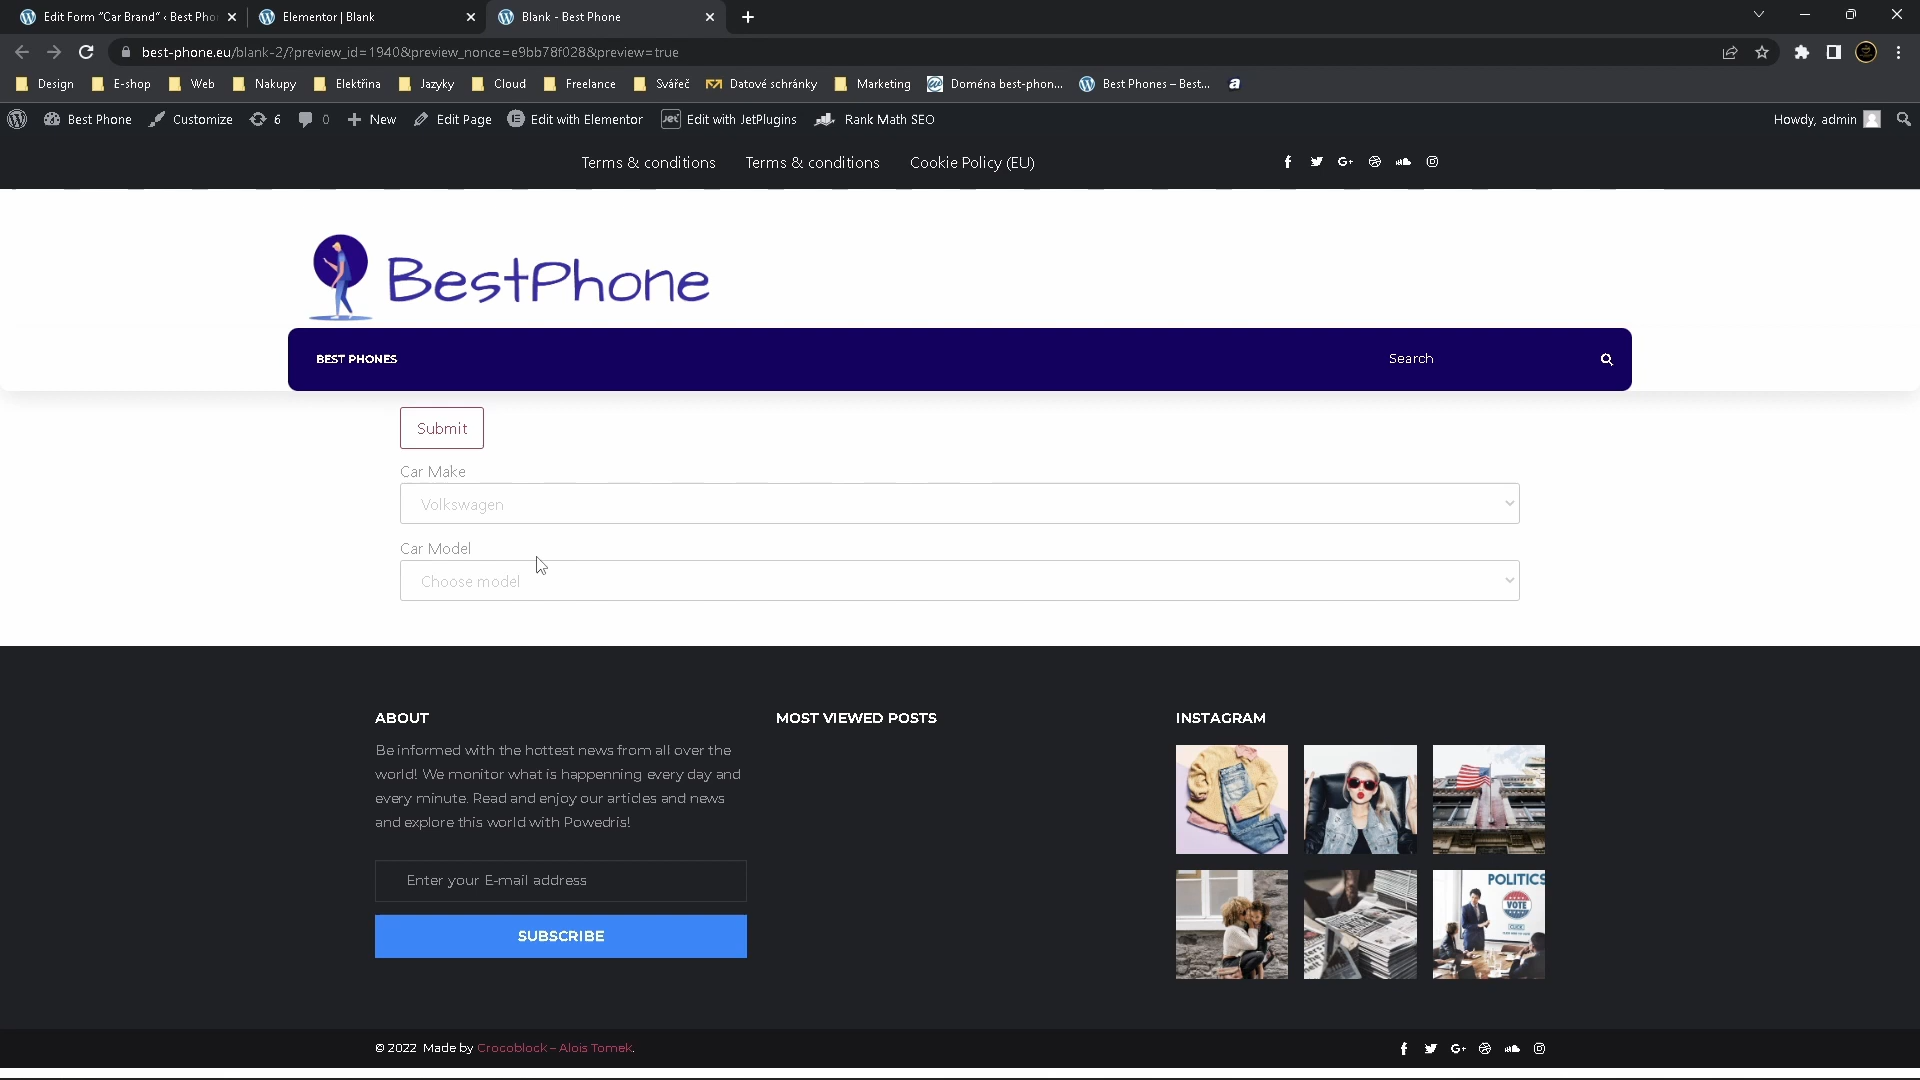 Edit Form “Car Brand” ‹ Best Pho
Elementor | Blank
Blank - Best Phone
best-phone.eu/blank-2/?preview_id=1940&preview_nonce=e9bb78f028&preview=true
Design
E-shop
Web
Nakupy
Elektřina
Jazyky
Cloud
Freelance
Svářeč
Datové schránky
Marketing
Doména best-phon...
Best Phones – Best...
a
Best Phone
Customize
6
0
New
Edit Page
Edit with Elementor
Edit with JetPlugins
Rank Math SEO
Howdy, admin
Terms & conditions
Terms & conditions
Cookie Policy (EU)
BestPhone
BEST PHONES
Search
Submit
Car Make
Volkswagen
Car Model
Choose model
ABOUT
Be informed with the hottest news from all over the
world! We monitor what is happenning every day and
every minute. Read and enjoy our articles and news
and explore this world with Powedris!
Enter your E-mail address
SUBSCRIBE
MOST VIEWED POSTS
INSTAGRAM
POLITICS
VOTE
CLICK
© 2022 Made by Crocoblock – Alois Tomek.